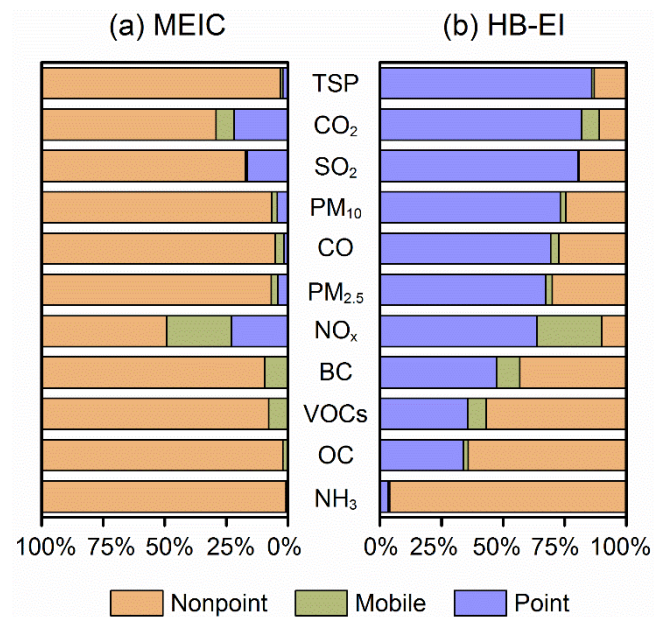 (a) MEIC (b) HB-EI
TSP
CO₂
SO₂
PM₁₀
CO
PM₂.₅
NOₓ
BC
VOCs
OC
NH₃
100% 75% 50% 25% 0% 0% 25% 50% 75% 100%
Nonpoint Mobile Point